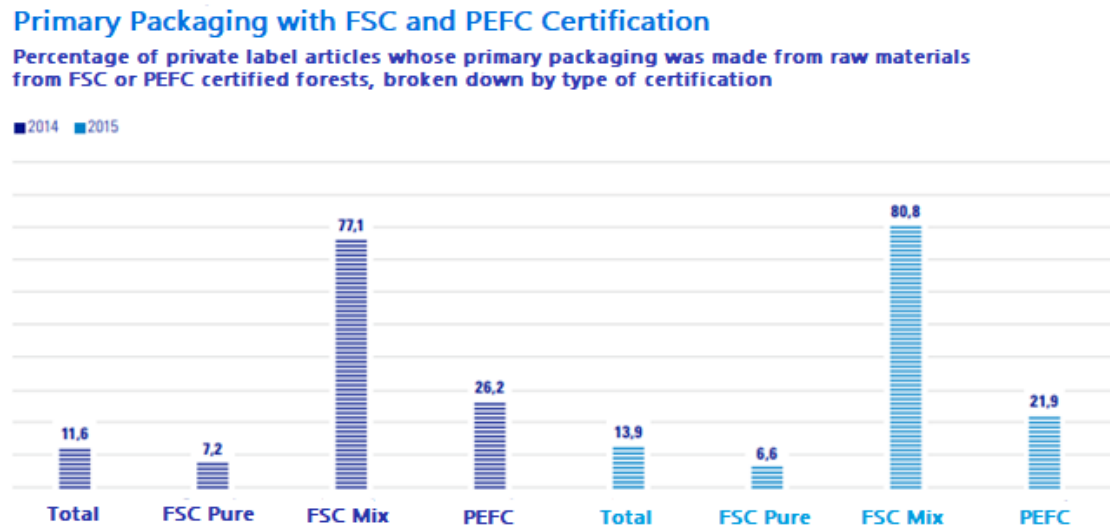 Primary Packaging with FSC and PEFC Certification
Percentage of private label articles whose primary packaging was made from raw materials
from FSC or PEFC certified forests, broken down by type of certification
2014 2015
77,1
80,8
26,2
21,9
11,6
13,9
7,2
6,6
Total FSC Pure FSC Mix PEFC Total FSC Pure FSC Mix PEFC